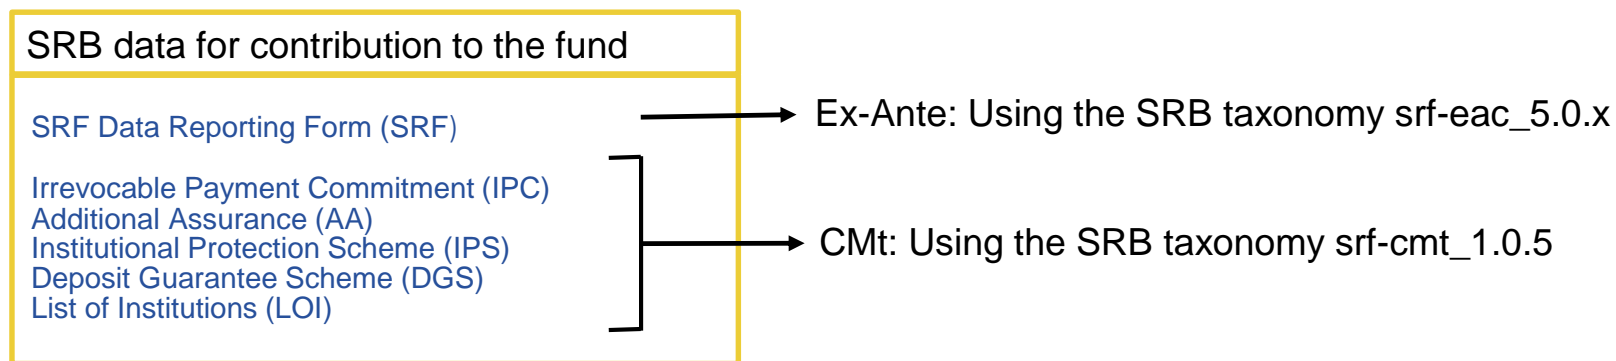 SRB data for contribution to the fund
SRF Data Reporting Form (SRF)
Ex-Ante: Using the SRB taxonomy srf-eac_5.0.x
Irrevocable Payment Commitment (IPC)
Additional Assurance (AA)
Institutional Protection Scheme (IPS)
Deposit Guarantee Scheme (DGS)
List of Institutions (LOI)
CMt: Using the SRB taxonomy srf-cmt_1.0.5